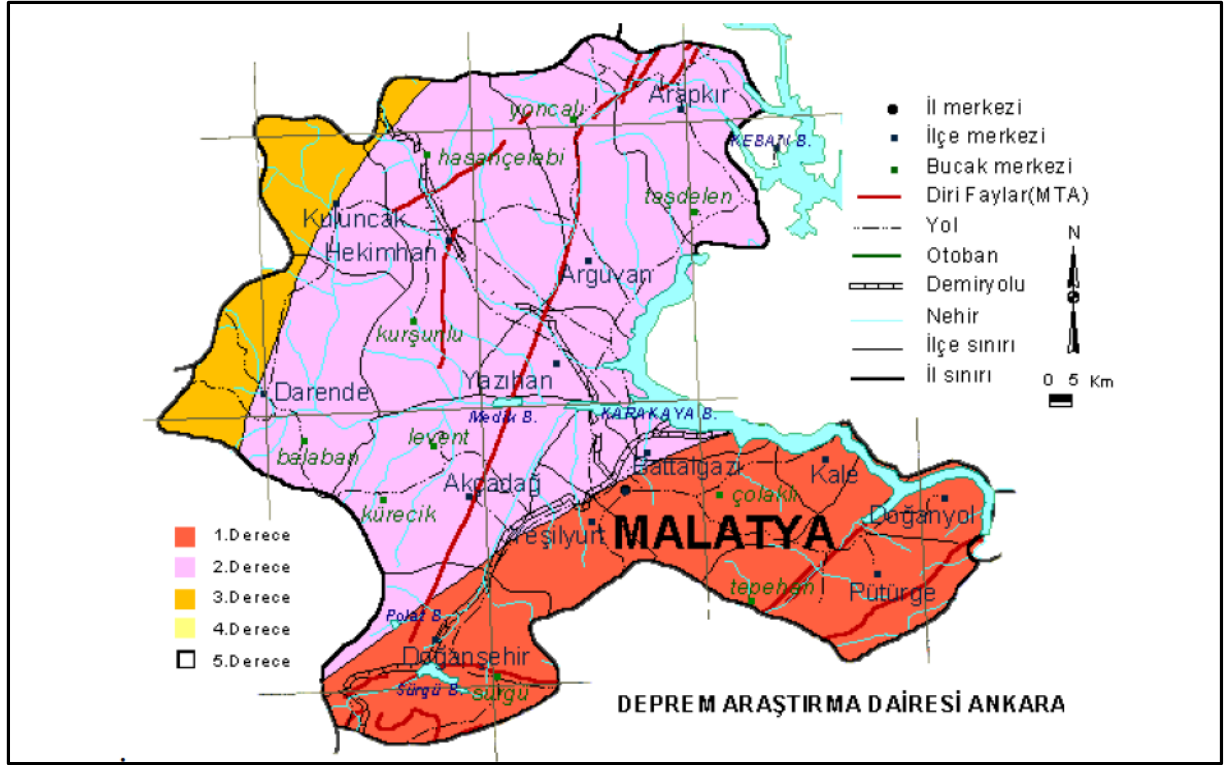 yoncalı
Arapkır
KEBAN B.
hasançelebi
taşdelen
Kuluncak
Hekimhan
Arguvan
kurşunlu
Yazıhan
Darende
Medik B.
KARAKAYA B.
balaban
levent
Battalgazi
Kale
Akçadağ
çolaklı
kürecik
Doğanyol
Yeşilyurt
MALATYA
Pütürge
tepehan
Polat B.
Doğanşehir
Sürgü B.
sürgü
İl merkezi
İlçe merkezi
Bucak merkezi
Diri Faylar(MTA)
Yol
Otoban
Demiryolu
Nehir
İlçe sınırı
İl sınırı
N
0 5 Km
1.Derece
2.Derece
3.Derece
4.Derece
5.Derece
DEPREM ARAŞTIRMA DAİRESİ ANKARA